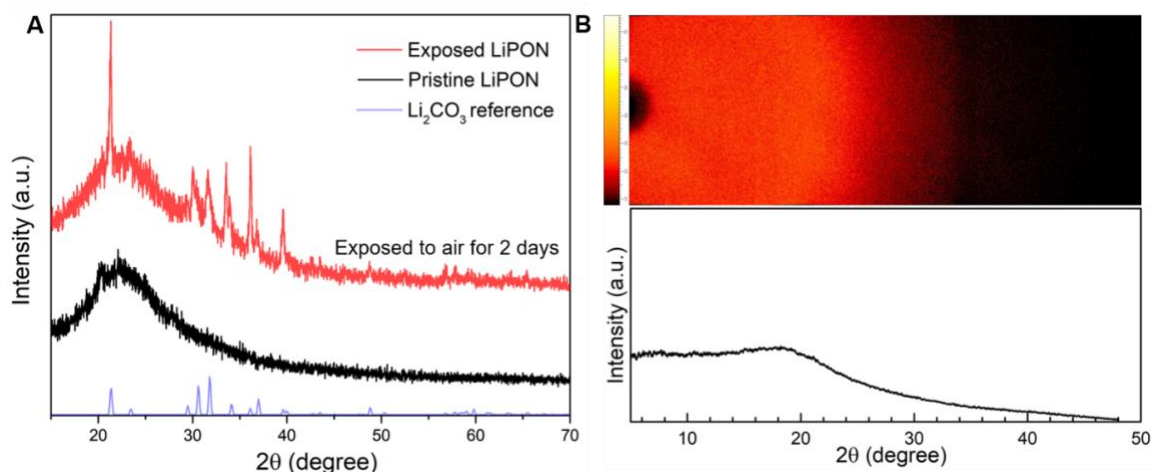 A
Exposed LiPON
Pristine LiPON
Li₂CO₃ reference
Exposed to air for 2 days
Intensity (a.u.)
20 30 40 50 60 70
2θ (degree)
B
Intensity (a.u.)
10 20 30 40 50
2θ (degree)